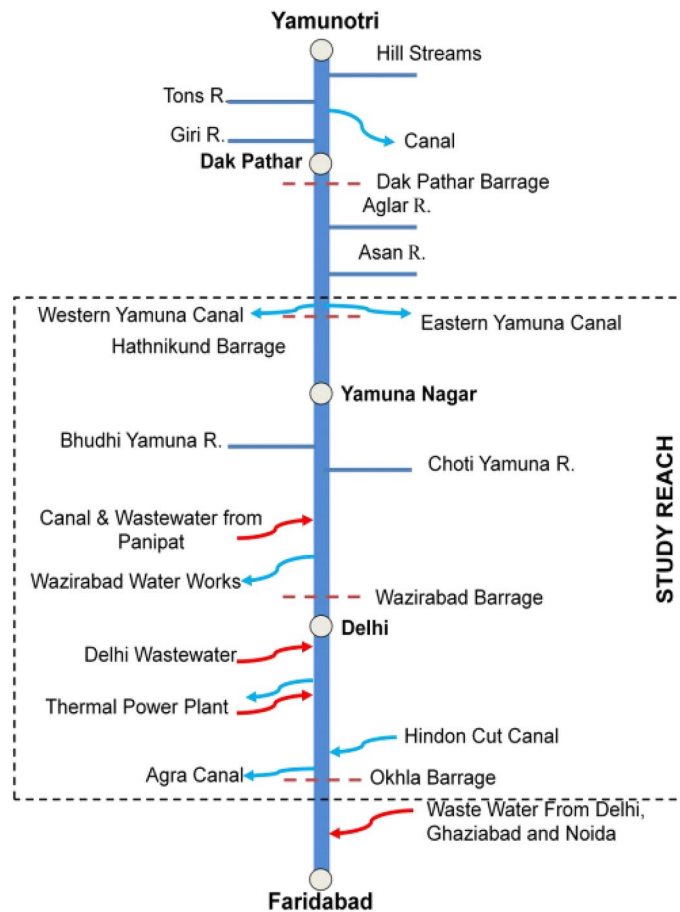 Yamunotri
Hill Streams
Tons R.
Giri R.
Canal
Dak Pathar
Dak Pathar Barrage
Aglar R.
Asan R.
Western Yamuna Canal
Eastern Yamuna Canal
Hathnikund Barrage
Yamuna Nagar
Bhudhi Yamuna R.
Choti Yamuna R.
Canal & Wastewater from
Panipat
Wazirabad Water Works
Wazirabad Barrage
STUDY REACH
Delhi
Delhi Wastewater
Thermal Power Plant
Hindon Cut Canal
Agra Canal
Okhla Barrage
Waste Water From Delhi,
Ghaziabad and Noida
Faridabad